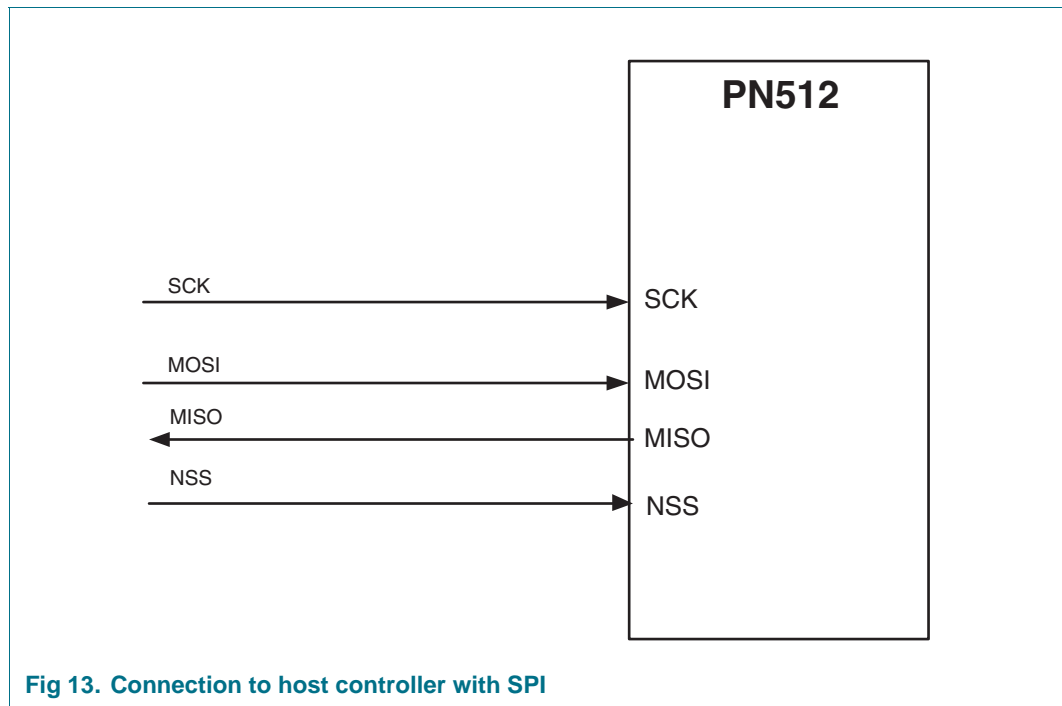 PN512
SCK
SCK
MOSI
MOSI
MISO
MISO
NSS
NSS
Fig 13. Connection to host controller with SPI